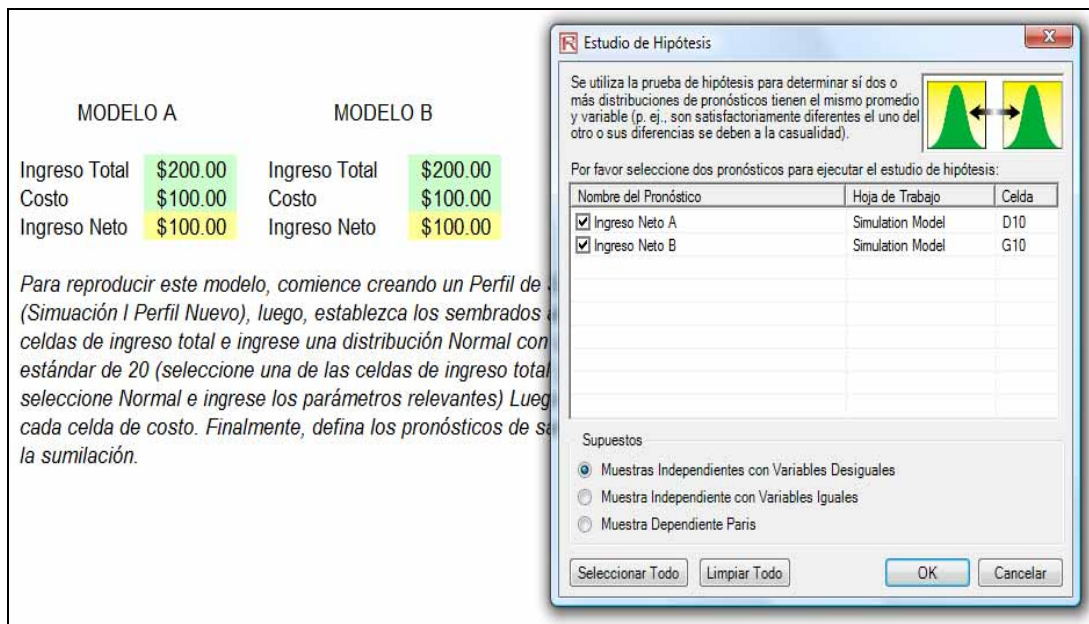 MODELO A MODELO B
Ingreso Total $200.00 Ingreso Total $200.00
Costo $100.00 Costo $100.00
Ingreso Neto $100.00 Ingreso Neto $100.00
Para reproducir este modelo, comience creando un Perfil de
(Simuación I Perfil Nuevo), luego, establezca los sembrados
celdas de ingreso total e ingrese una distribución Normal con
estándar de 20 (seleccione una de las celdas de ingreso total
seleccione Normal e ingrese los parámetros relevantes) Lueg
cada celda de costo. Finalmente, defina los pronósticos de
la sumilación.
Estudio de Hipótesis
Se utiliza la prueba de hipótesis para determinar sí dos o
más distribuciones de pronósticos tienen el mismo promedio
y variable (p. ej., son satisfactoriamente diferentes el uno del
otro o sus diferencias se deben a la casualidad).
Por favor seleccione dos pronósticos para ejecutar el estudio de hipótesis:
Nombre del Pronóstico Hoja de Trabajo Celda
Ingreso Neto A Simulation Model D10
Ingreso Neto B Simulation Model G10
Supuestos
Muestras Independientes con Variables Desiguales
Muestra Independiente con Variables Iguales
Muestra Dependiente Paris
Seleccionar Todo Limpiar Todo OK Cancelar